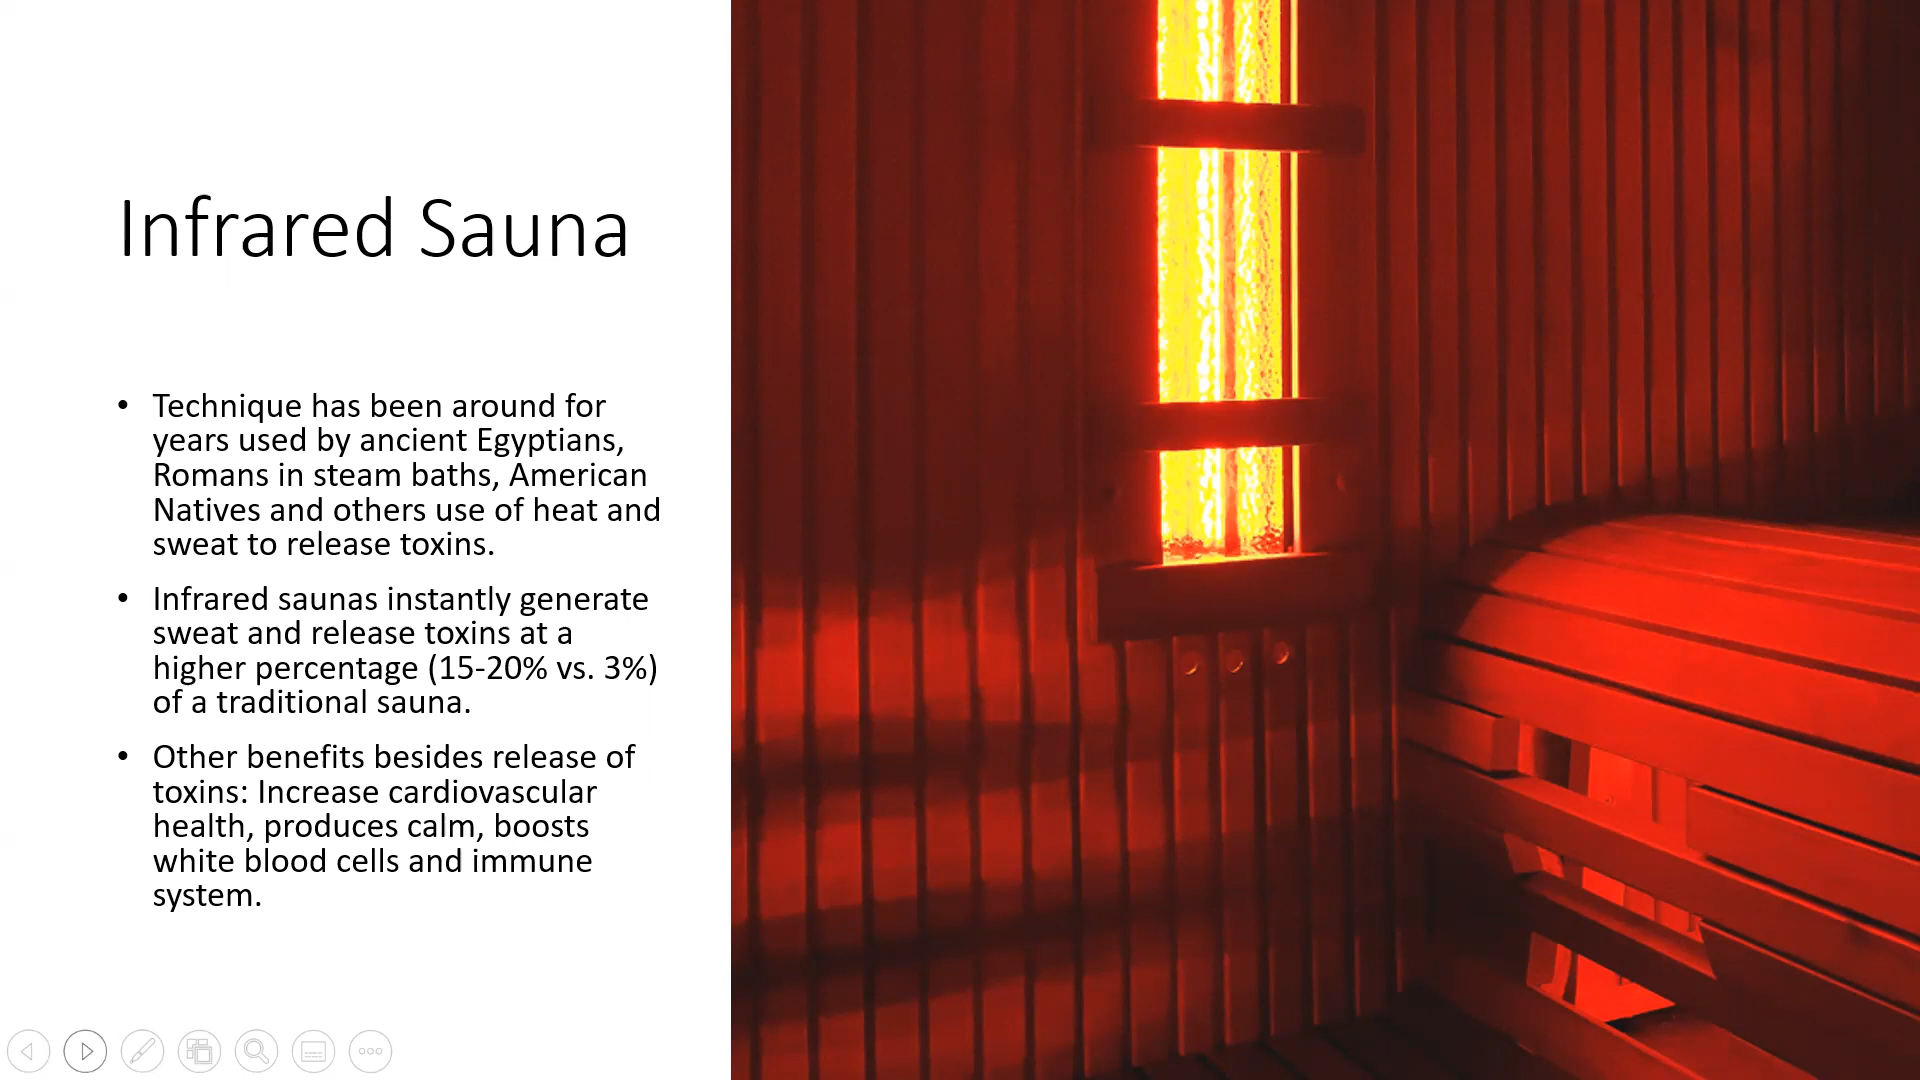 Infrared Sauna
• Technique has been around for
years used by ancient Egyptians,
Romans in steam baths, American
Natives and others use of heat and
sweat to release toxins.
• Infrared saunas instantly generate
sweat and release toxins at a
higher percentage (15-20% vs. 3%)
of a traditional sauna.
• Other benefits besides release of
toxins: Increase cardiovascular
health, produces calm, boosts
white blood cells and immune
system.